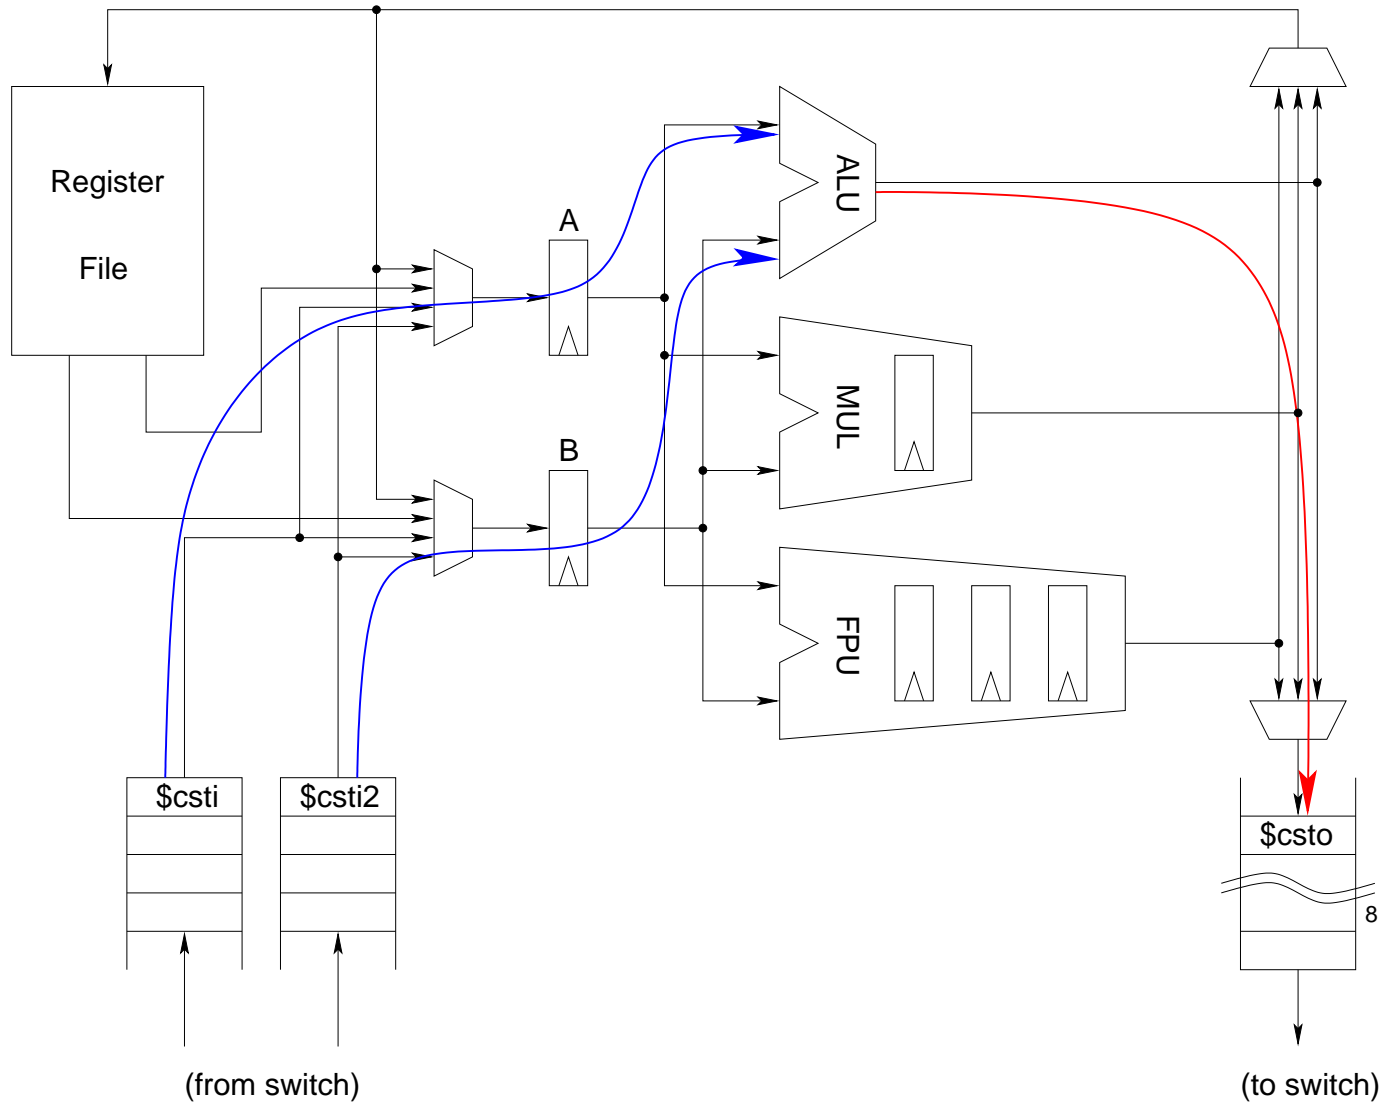 Register
File
A
B
ALU
MUL
FPU
$csti
$csti2
$csto
8
(from switch)
(to switch)